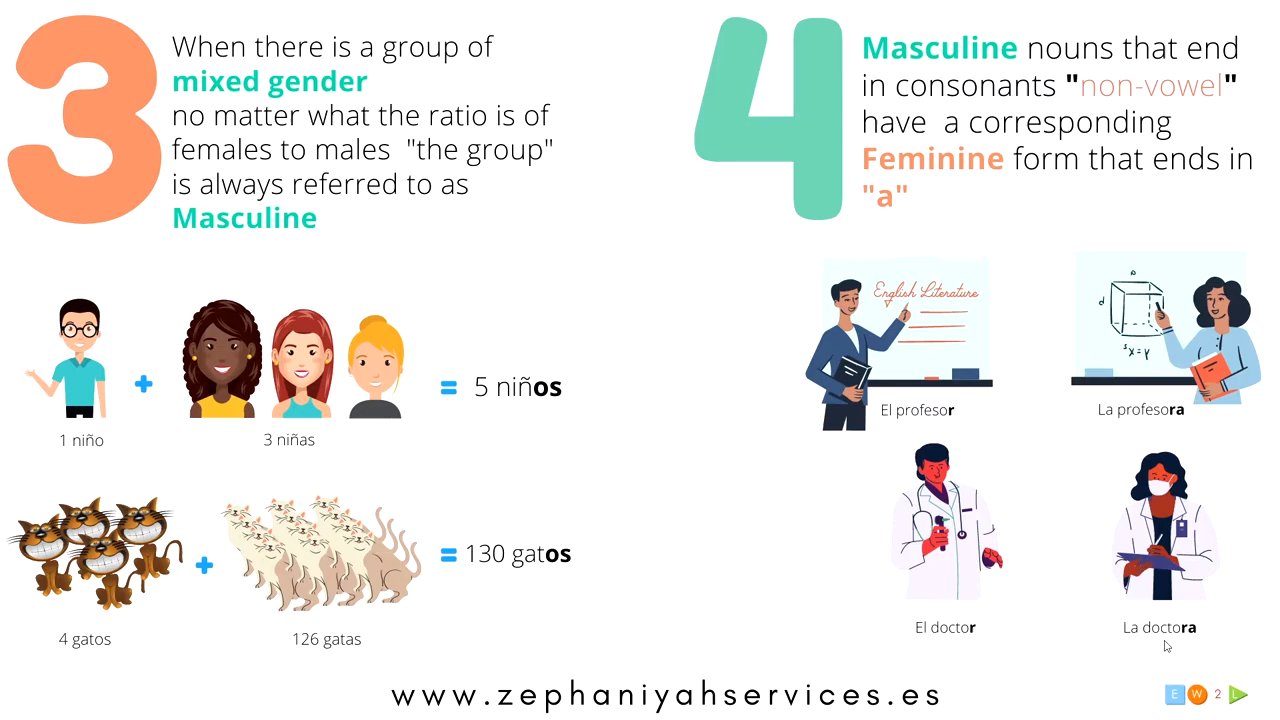 3
When there is a group of
mixed gender
no matter what the ratio is of
females to males "the group"
is always referred to as
Masculine
1 niño
3 niñas
= 5 niños
4 gatos
126 gatas
= 130 gatos
4
Masculine nouns that end
in consonants "non-vowel"
have a corresponding
Feminine form that ends in
"a"
English Literature
El profesor
a
d
5x=y
La profesora
El doctor
La doctora
www.zephaniyahservices.es
E W 2